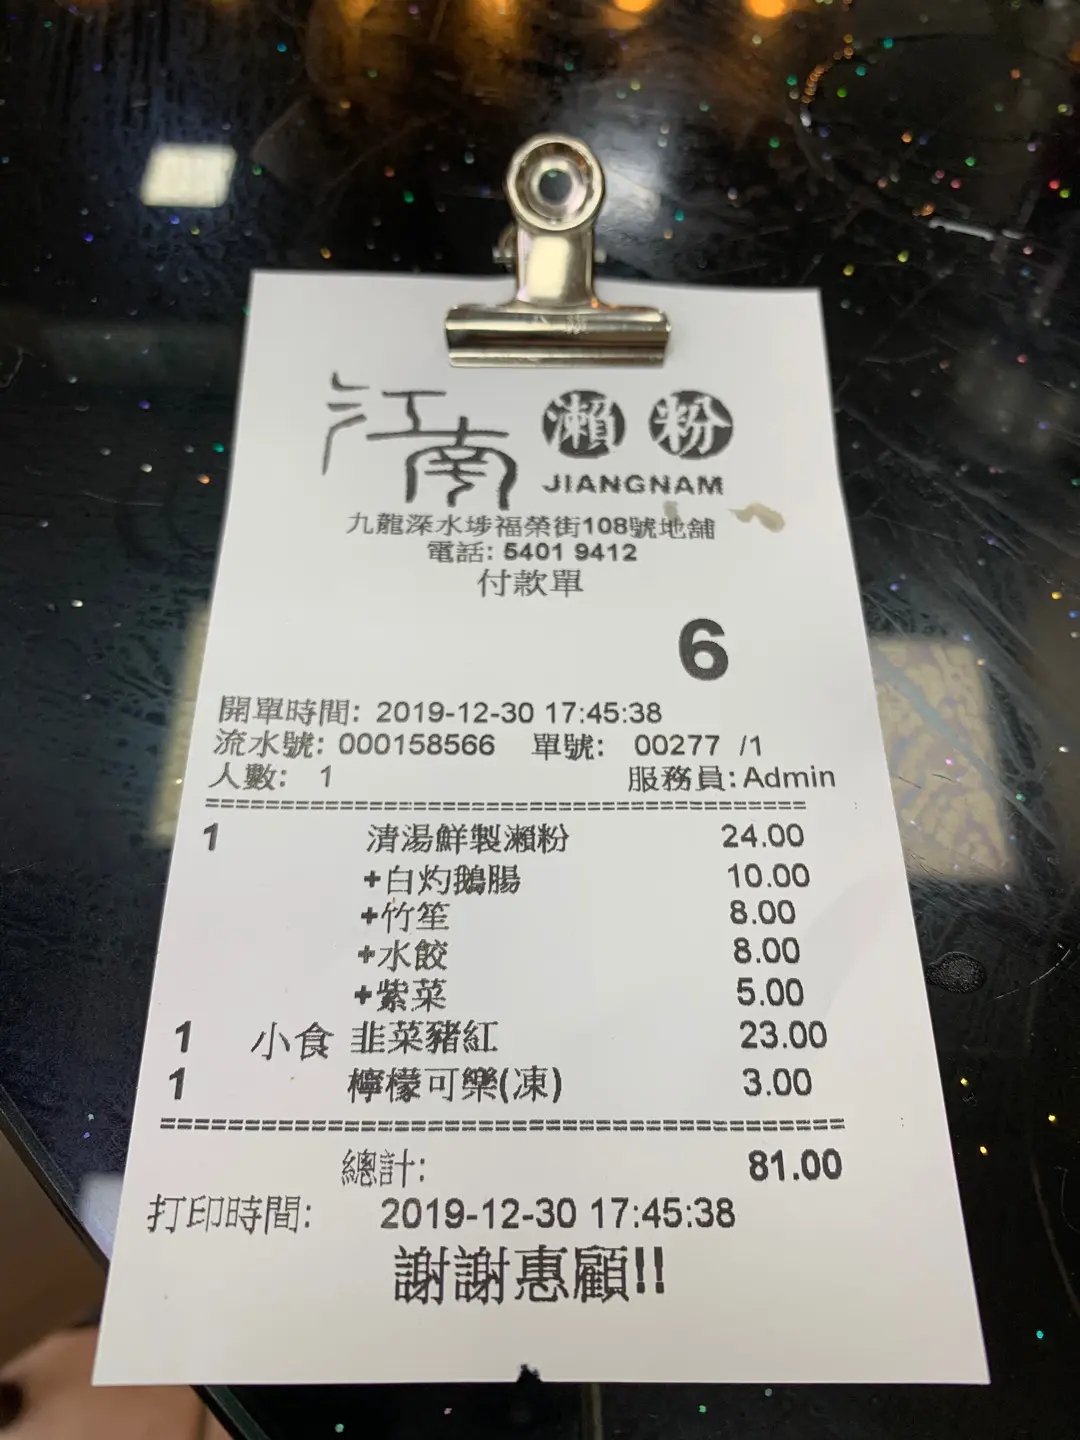 江南 瀨粉
JIANGNAM
九龍深水埗福榮街108號地舖
電話: 5401 9412
付款單
6
開單時間: 2019-12-30 17:45:38
流水號: 000158566 單號: 00277 /1
人數: 1 服務員: Admin
========================================
1 清湯鮮製瀨粉 24.00
+白灼鵝腸 10.00
+竹笙 8.00
+水餃 8.00
+紫菜 5.00
1 小食 韭菜豬紅 23.00
1 檸檬可樂(凍) 3.00
========================================
總計: 81.00
打印時間: 2019-12-30 17:45:38
謝謝惠顧!!